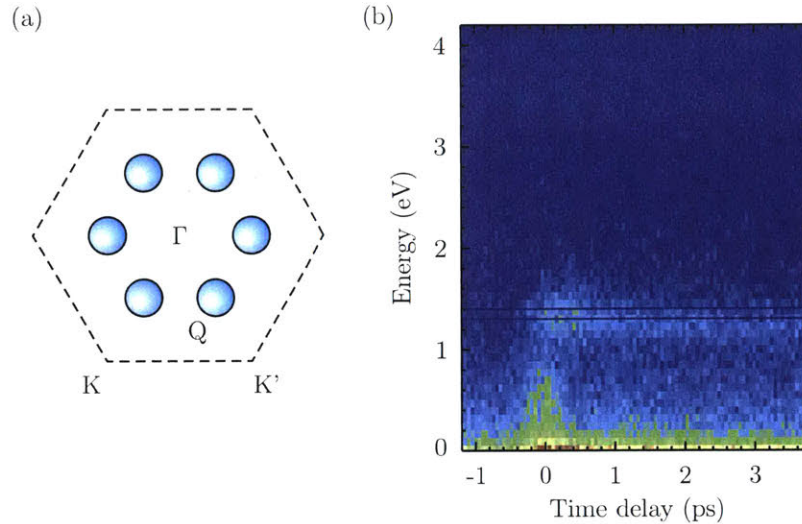 (a)
Γ
Q
K
K'
(b)
4
3
2
1
0
Energy (eV)
-1
0
1
2
3
Time delay (ps)